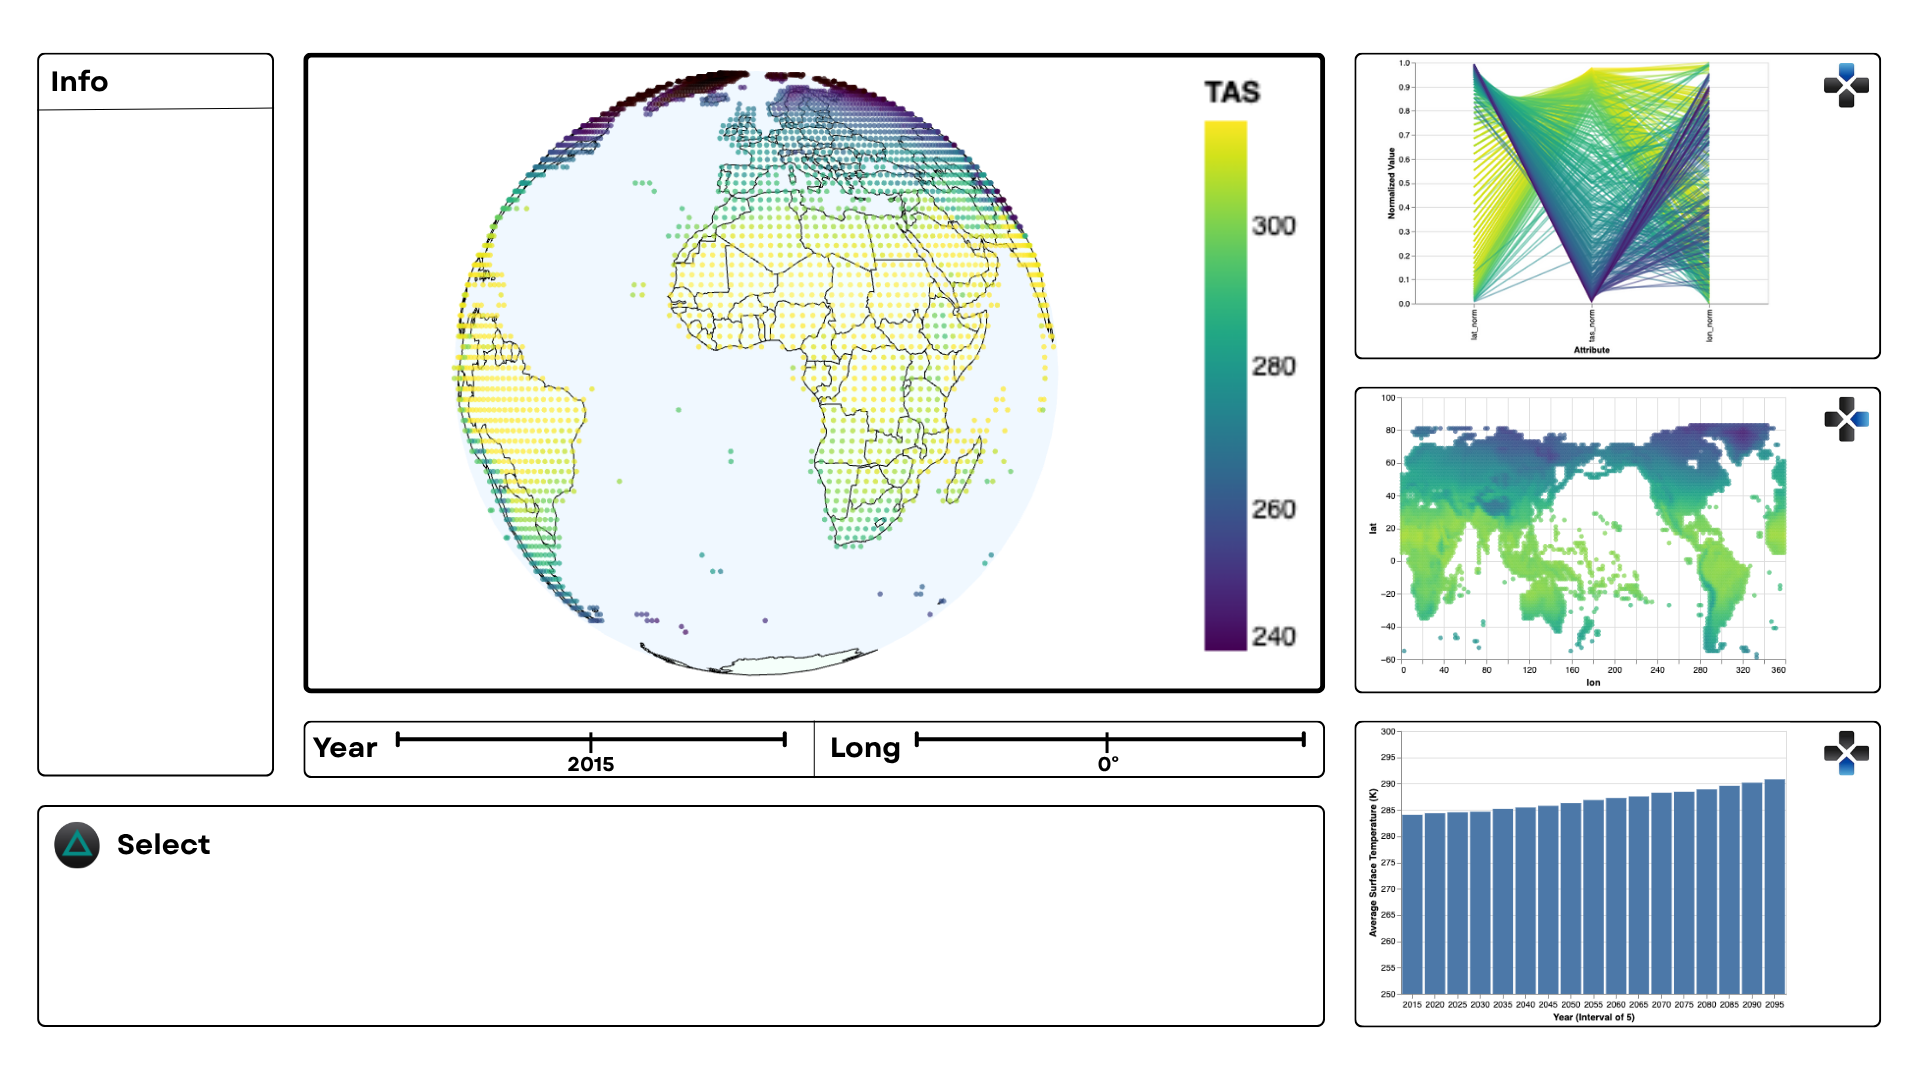 Info
TAS
300
280
260
240
Year
2015
Long
0°
Select
1.0
0.9
0.8
0.7
0.6
0.5
0.4
0.3
0.2
0.1
0.0
Normalized Value
lat_norm
tas_norm
lon_norm
Attribute
100
80
60
40
20
0
−20
−40
−60
lat
0 40 80 120 160 200 240 280 320 360
lon
300
295
290
285
280
275
270
265
260
255
250
Average Surface Temperature (K)
2015 2020 2025 2030 2035 2040 2045 2050 2055 2060 2065 2070 2075 2080 2085 2090 2095
Year (Interval of 5)